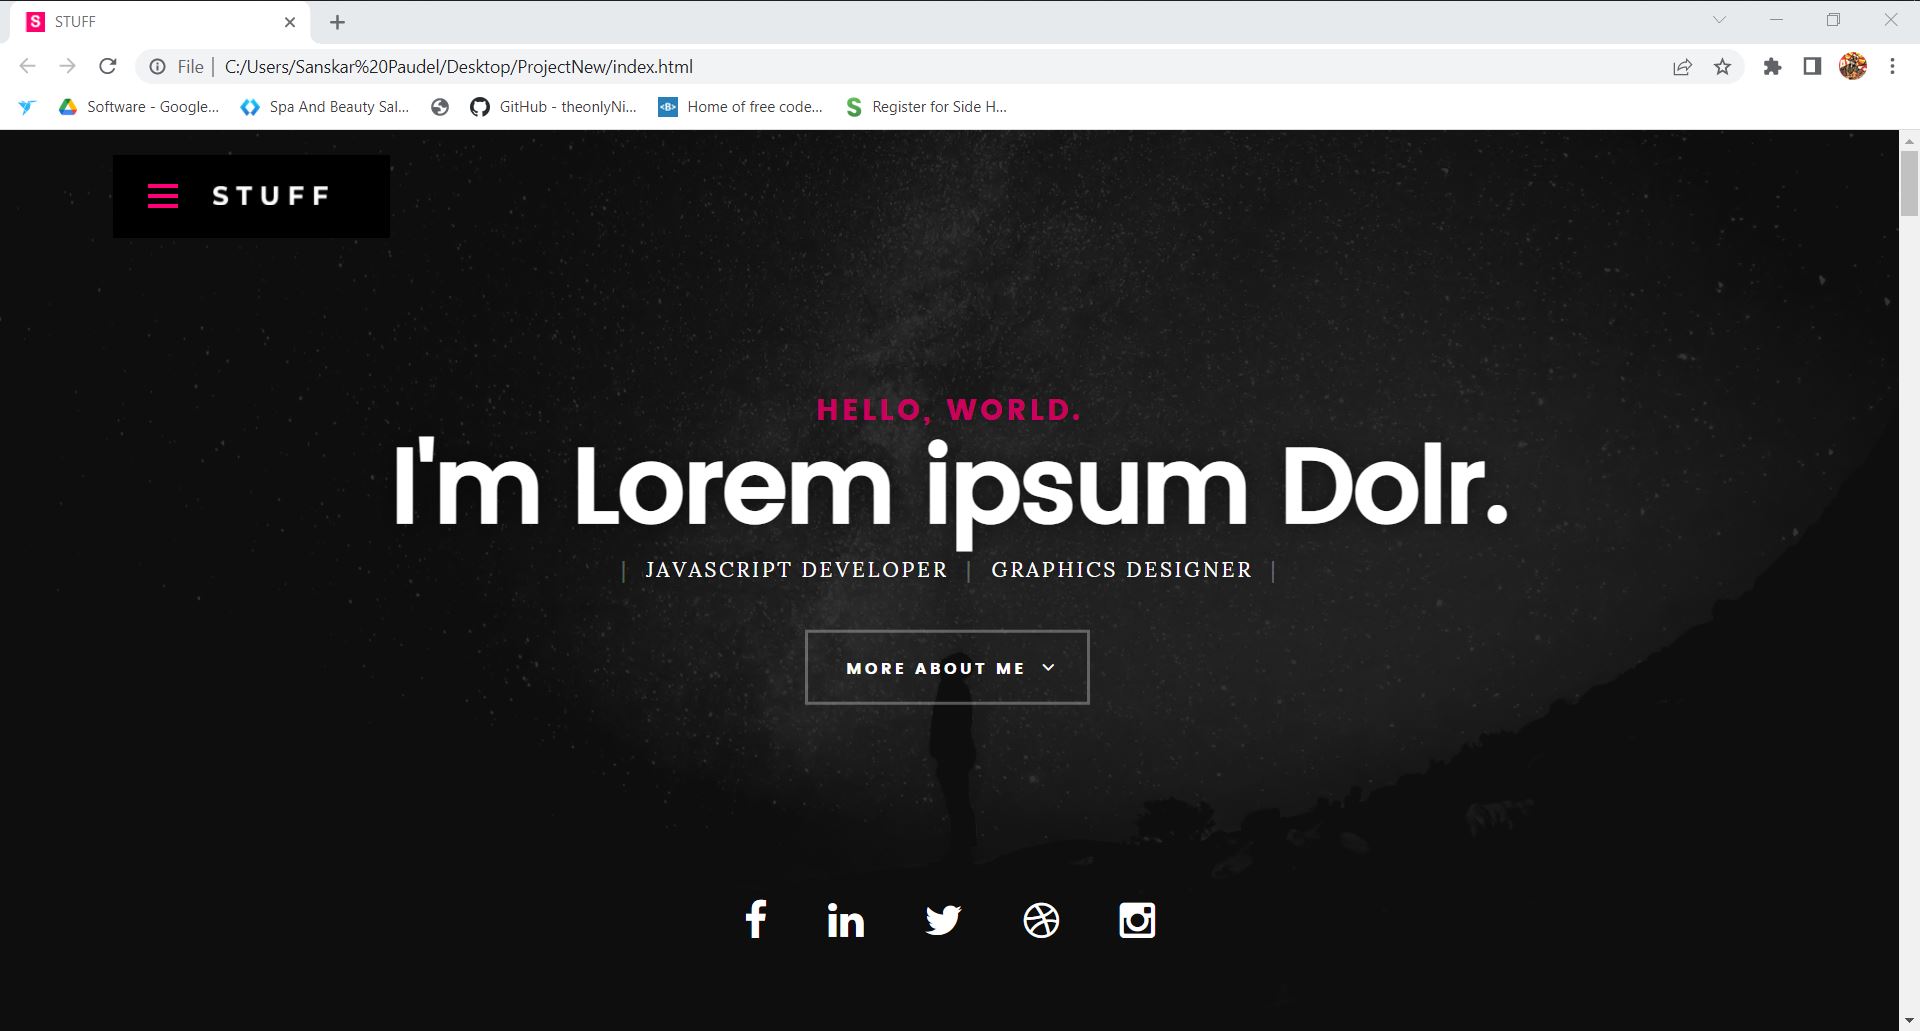 S STUFF
File | C:/Users/Sanskar%20Paudel/Desktop/ProjectNew/index.html
Software - Google... Spa And Beauty Sal... GitHub - theonlyNi... <B> Home of free code... S Register for Side H...
STUFF
HELLO, WORLD.
I'm Lorem ipsum Dolr.
| JAVASCRIPT DEVELOPER | GRAPHICS DESIGNER |
MORE ABOUT ME